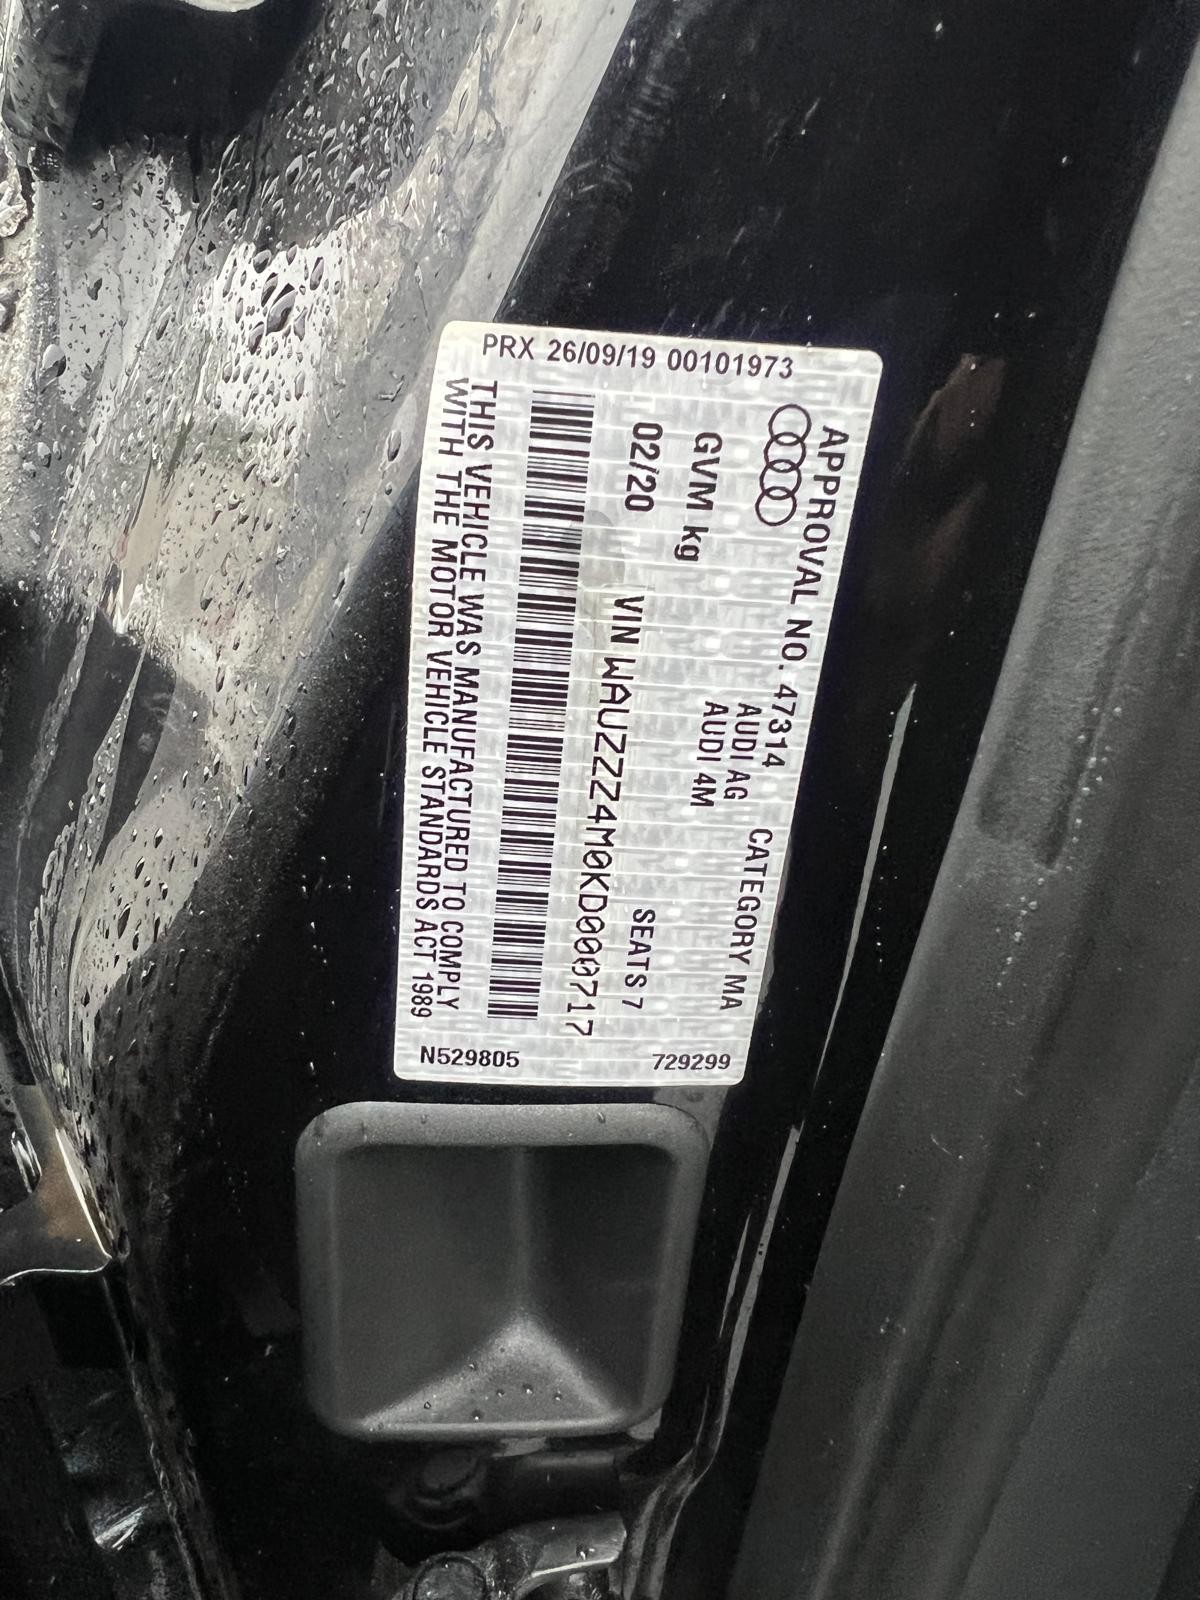 PRX 26/09/19 00101973
APPROVAL NO. 47314 CATEGORY MA
AUDI AG
AUDI 4M
GVM kg
SEATS 7
02/20 VIN WAUZZZ4M0KD000717
THIS VEHICLE WAS MANUFACTURED TO COMPLY
WITH THE MOTOR VEHICLE STANDARDS ACT 1989
N529805 729299